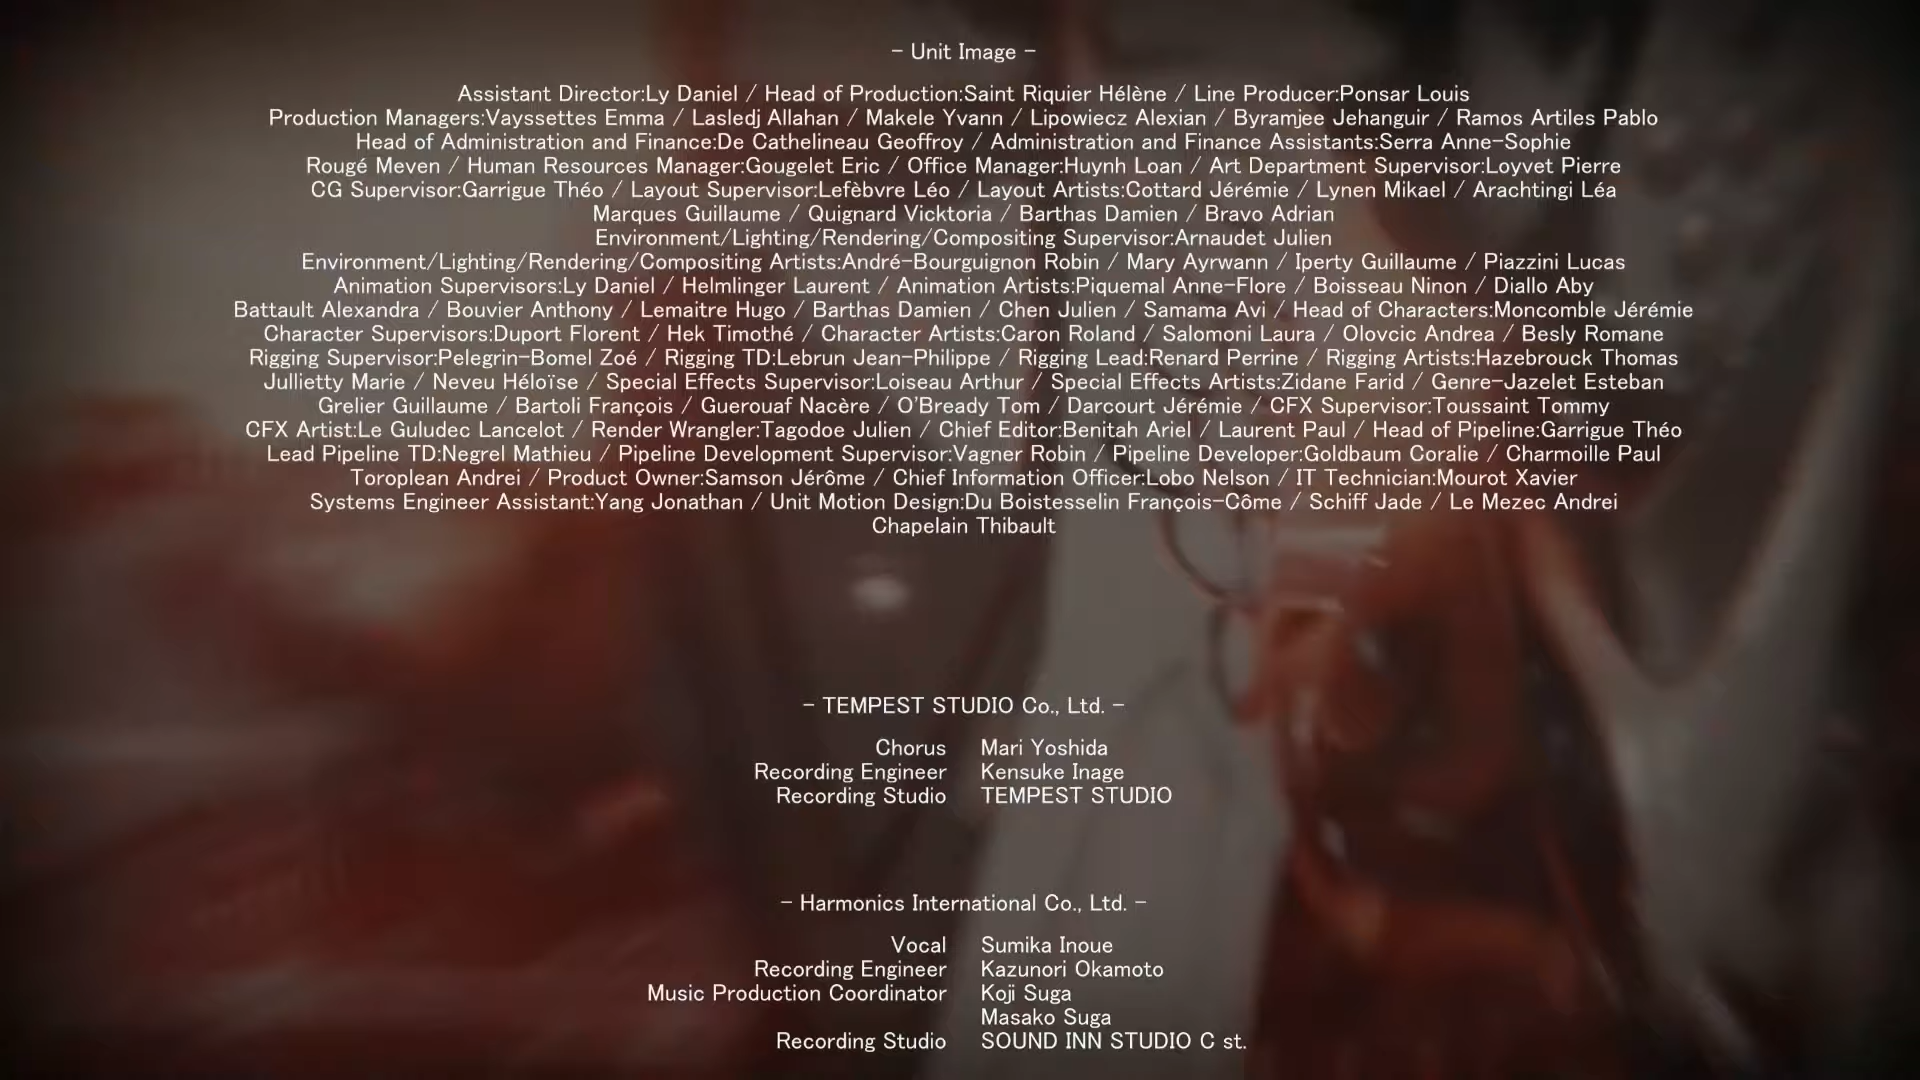 - Unit Image -
Assistant Director:Ly Daniel / Head of Production:Saint Riquier Hélène / Line Producer:Ponsar Louis
Production Managers:Vayssettes Emma / Lasledj Allahan / Makele Yvann / Lipowiecz Alexian / Byramjee Jehanguir / Ramos Artiles Pablo
Head of Administration and Finance:De Cathelineau Geoffroy / Administration and Finance Assistants:Serra Anne-Sophie
Rougé Meven / Human Resources Manager:Gougelet Eric / Office Manager:Huynh Loan / Art Department Supervisor:Loyvet Pierre
CG Supervisor:Garrigue Théo / Layout Supervisor:Lefèbvre Léo / Layout Artists:Cottard Jérémie / Lynen Mikael / Arachtingi Léa
Marques Guillaume / Quignard Vicktoria / Barthas Damien / Bravo Adrian
Environment/Lighting/Rendering/Compositing Supervisor:Arnaudet Julien
Environment/Lighting/Rendering/Compositing Artists:André-Bourguignon Robin / Mary Ayrwann / Iperty Guillaume / Piazzini Lucas
Animation Supervisors:Ly Daniel / Helmlinger Laurent / Animation Artists:Piquemal Anne-Flore / Boisseau Ninon / Diallo Aby
Battault Alexandra / Bouvier Anthony / Lemaitre Hugo / Barthas Damien / Chen Julien / Samama Avi / Head of Characters:Moncomble Jérémie
Character Supervisors:Duport Florent / Hek Timothé / Character Artists:Caron Roland / Salomoni Laura / Olovcic Andrea / Besly Romane
Rigging Supervisor:Pelegrin-Bomel Zoé / Rigging TD:Lebrun Jean-Philippe / Rigging Lead:Renard Perrine / Rigging Artists:Hazebrouck Thomas
Jullietty Marie / Neveu Héloïse / Special Effects Supervisor:Loiseau Arthur / Special Effects Artists:Zidane Farid / Genre-Jazelet Esteban
Grelier Guillaume / Bartoli François / Guerouaf Nacère / O'Bready Tom / Darcourt Jérémie / CFX Supervisor:Toussaint Tommy
CFX Artist:Le Guludec Lancelot / Render Wrangler:Tagodoe Julien / Chief Editor:Benitah Ariel / Laurent Paul / Head of Pipeline:Garrigue Théo
Lead Pipeline TD:Negrel Mathieu / Pipeline Development Supervisor:Vagner Robin / Pipeline Developer:Goldbaum Coralie / Charmoille Paul
Toroplean Andrei / Product Owner:Samson Jérôme / Chief Information Officer:Lobo Nelson / IT Technician:Mourot Xavier
Systems Engineer Assistant:Yang Jonathan / Unit Motion Design:Du Boistesselin François-Côme / Schiff Jade / Le Mezec Andrei
Chapelain Thibault
- TEMPEST STUDIO Co., Ltd. -
Chorus Mari Yoshida
Recording Engineer Kensuke Inage
Recording Studio TEMPEST STUDIO
- Harmonics International Co., Ltd. -
Vocal Sumika Inoue
Recording Engineer Kazunori Okamoto
Music Production Coordinator Koji Suga
Masako Suga
Recording Studio SOUND INN STUDIO C st.